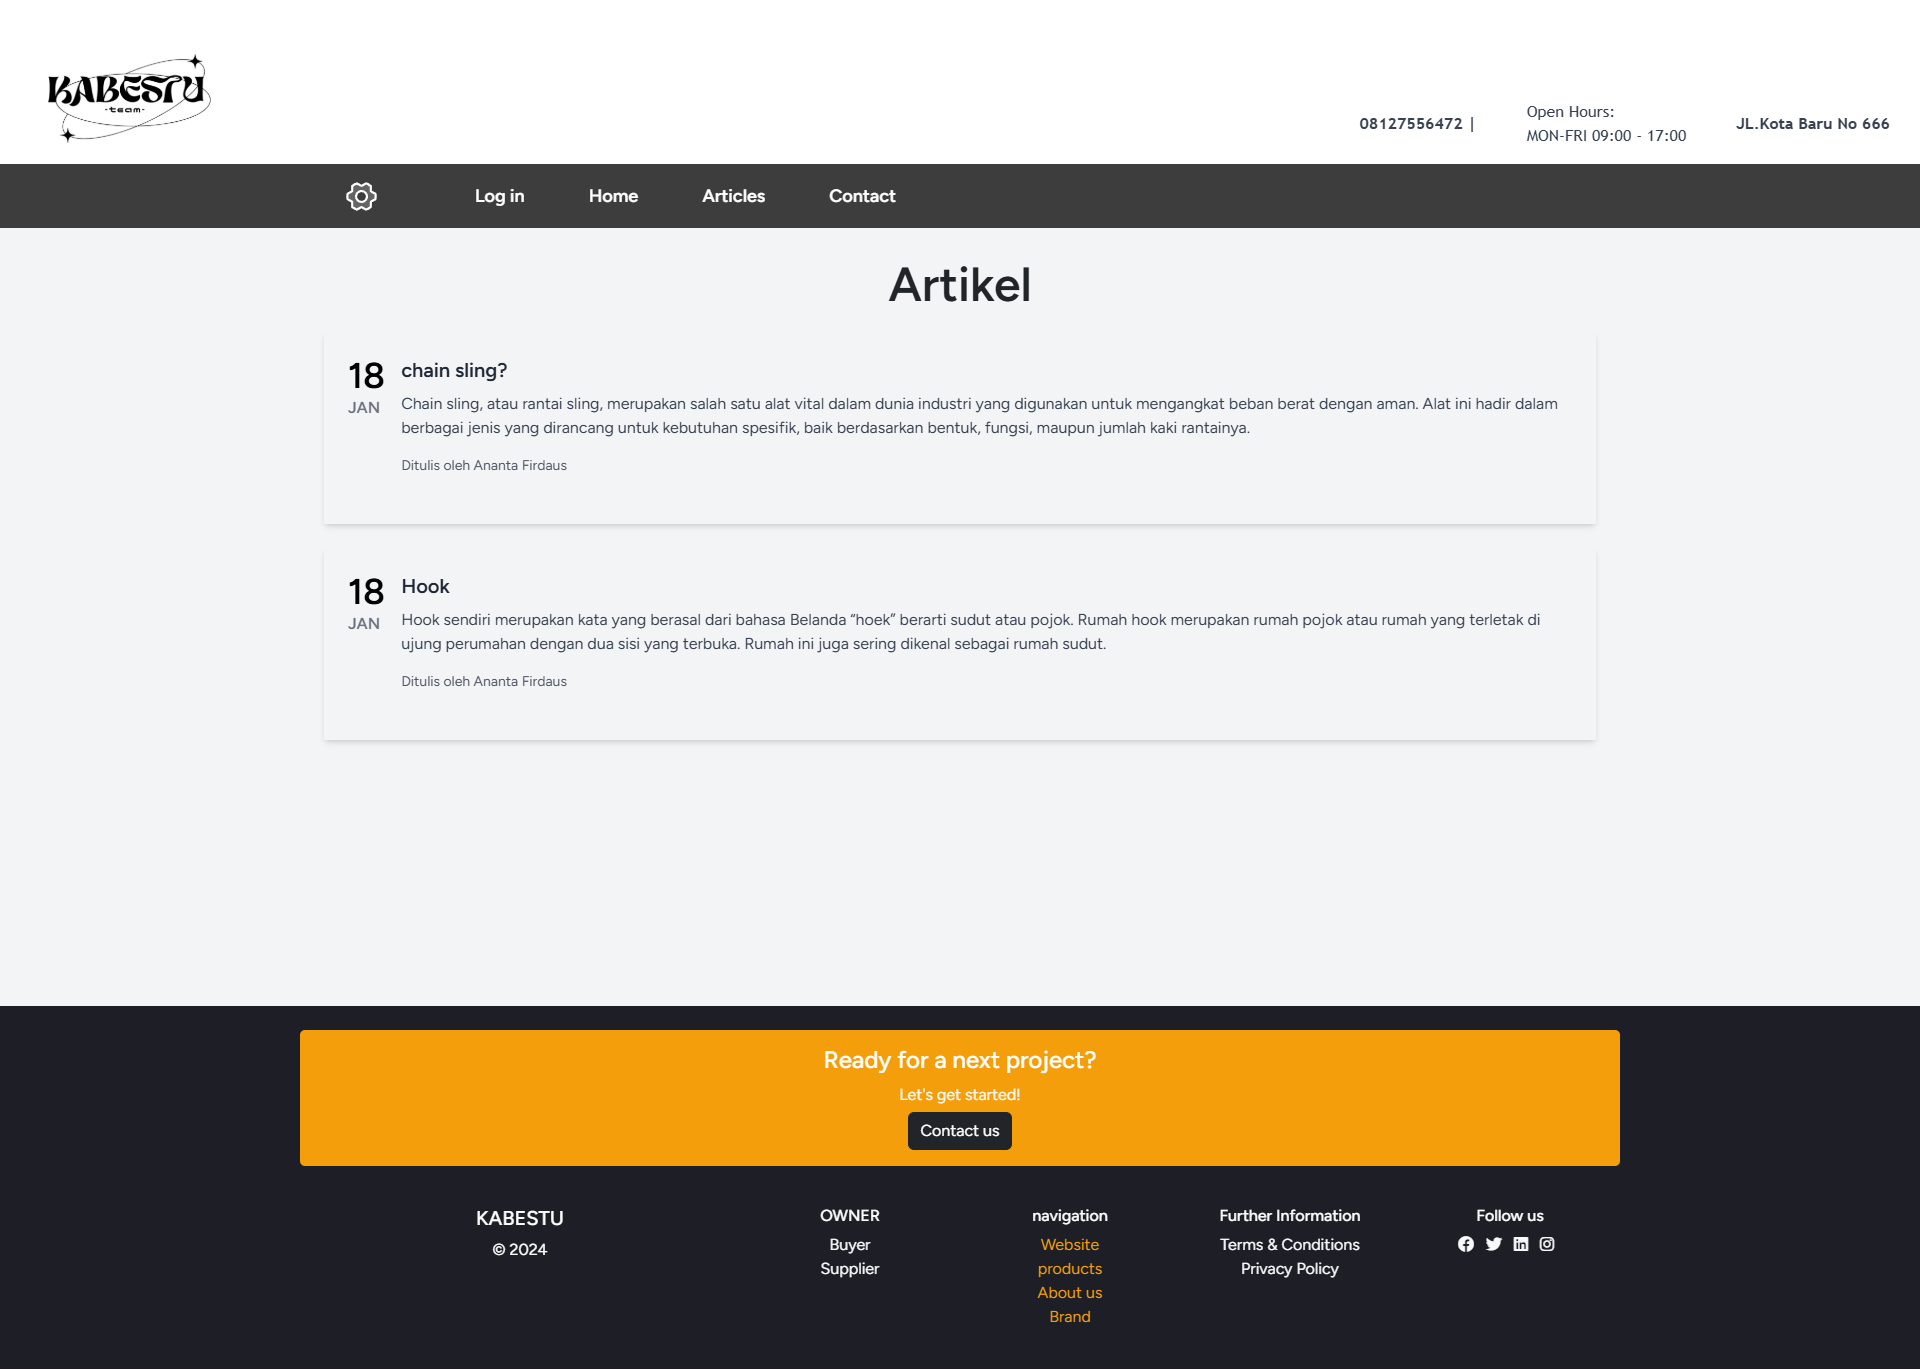 KABESTU
-team-
08127556472 |
Open Hours:
MON-FRI 09:00 - 17:00
JL.Kota Baru No 666
Log in
Home
Articles
Contact
Artikel
18
JAN
chain sling?
Chain sling, atau rantai sling, merupakan salah satu alat vital dalam dunia industri yang digunakan untuk mengangkat beban berat dengan aman. Alat ini hadir dalam
berbagai jenis yang dirancang untuk kebutuhan spesifik, baik berdasarkan bentuk, fungsi, maupun jumlah kaki rantainya.
Ditulis oleh Ananta Firdaus
18
JAN
Hook
Hook sendiri merupakan kata yang berasal dari bahasa Belanda “hoek” berarti sudut atau pojok. Rumah hook merupakan rumah pojok atau rumah yang terletak di
ujung perumahan dengan dua sisi yang terbuka. Rumah ini juga sering dikenal sebagai rumah sudut.
Ditulis oleh Ananta Firdaus
Ready for a next project?
Let's get started!
Contact us
KABESTU
© 2024
OWNER
Buyer
Supplier
navigation
Website
products
About us
Brand
Further Information
Terms & Conditions
Privacy Policy
Follow us